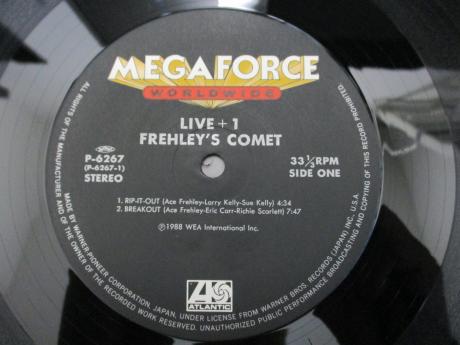 MEGAFORCE
WORLDWIDE
LIVE + 1
FREHLEY'S COMET
P-6267
(P-6267-1)
STEREO
33 1/3 RPM
SIDE ONE
1. RIP-IT-OUT (Ace Frehley-Larry Kelly-Sue Kelly) 4:34
2. BREAKOUT (Ace Frehley-Eric Carr-Richie Scarlett) 7:47
℗©1988 WEA International Inc.
ATLANTIC
ALL RIGHTS OF THE MANUFACTURER AND OF THE OWNER OF THE RECORDED WORK RESERVED. UNAUTHORIZED PUBLIC PERFORMANCE BROADCASTING AND COPYING OF THIS RECORD PROHIBITED.
MADE BY WARNER-PIONEER CORPORATION, JAPAN, UNDER LICENSE FROM WARNER BROS. RECORDS (JAPAN) INC. U.S.A.